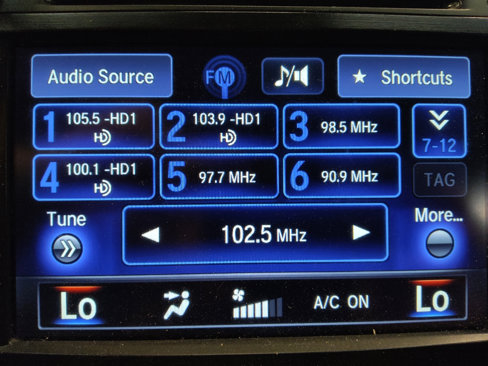 Audio Source
FM
★ Shortcuts
1 105.5 -HD1
HD
2 103.9 -HD1
HD
3 98.5 MHz
7-12
4 100.1 -HD1
HD
5 97.7 MHz
6 90.9 MHz
TAG
Tune
102.5 MHz
More...
Lo
A/C ON
Lo